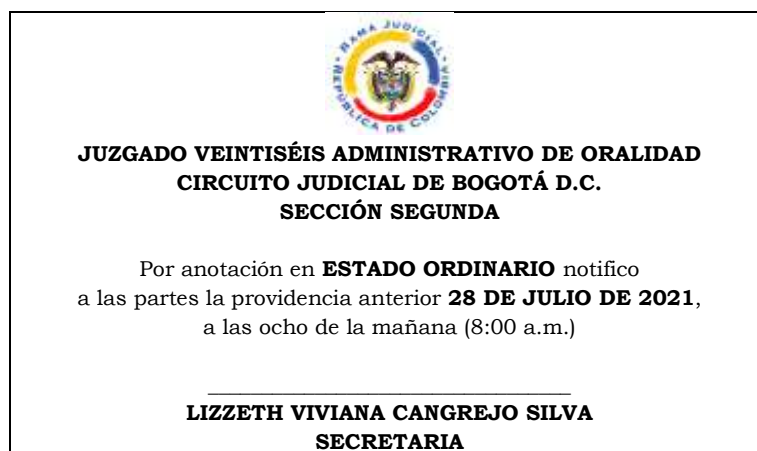 RAMA JUDICIAL
REPÚBLICA DE COLOMBIA
JUZGADO VEINTISÉIS ADMINISTRATIVO DE ORALIDAD
CIRCUITO JUDICIAL DE BOGOTÁ D.C.
SECCIÓN SEGUNDA
Por anotación en ESTADO ORDINARIO notifico
a las partes la providencia anterior 28 DE JULIO DE 2021,
a las ocho de la mañana (8:00 a.m.)
LIZZETH VIVIANA CANGREJO SILVA
SECRETARIA